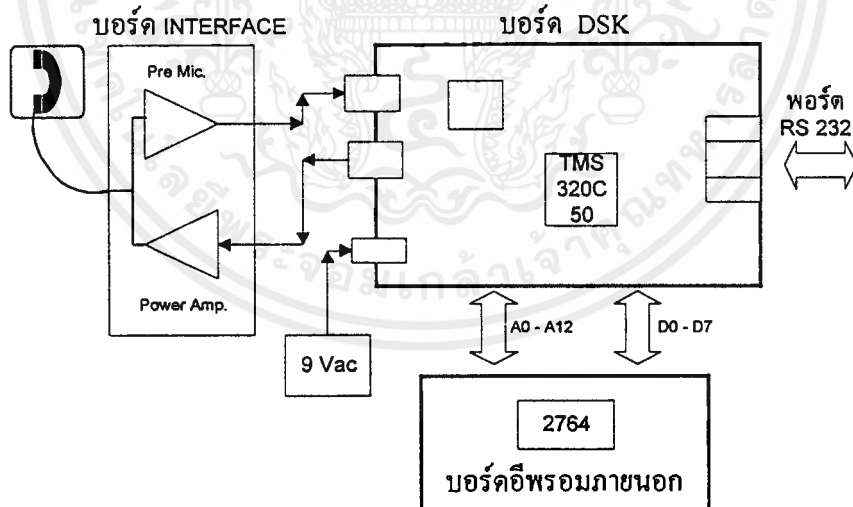 บอร์ด INTERFACE
บอร์ด DSK
Pre Mic.
พอร์ต
RS 232
TMS
320C
50
Power Amp.
9 Vac
A0 - A12
D0 - D7
2764
บอร์ดอีพรอมภายนอก